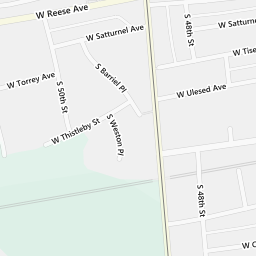 W Reese Ave
W Satturnel Ave
S 48th St
W Satturn
W Tise
S Barriel Pl
W Torrey Ave
S 50th St
W Ulesed Ave
W Thistleby St
S Weston Pl
S 48th St
W C